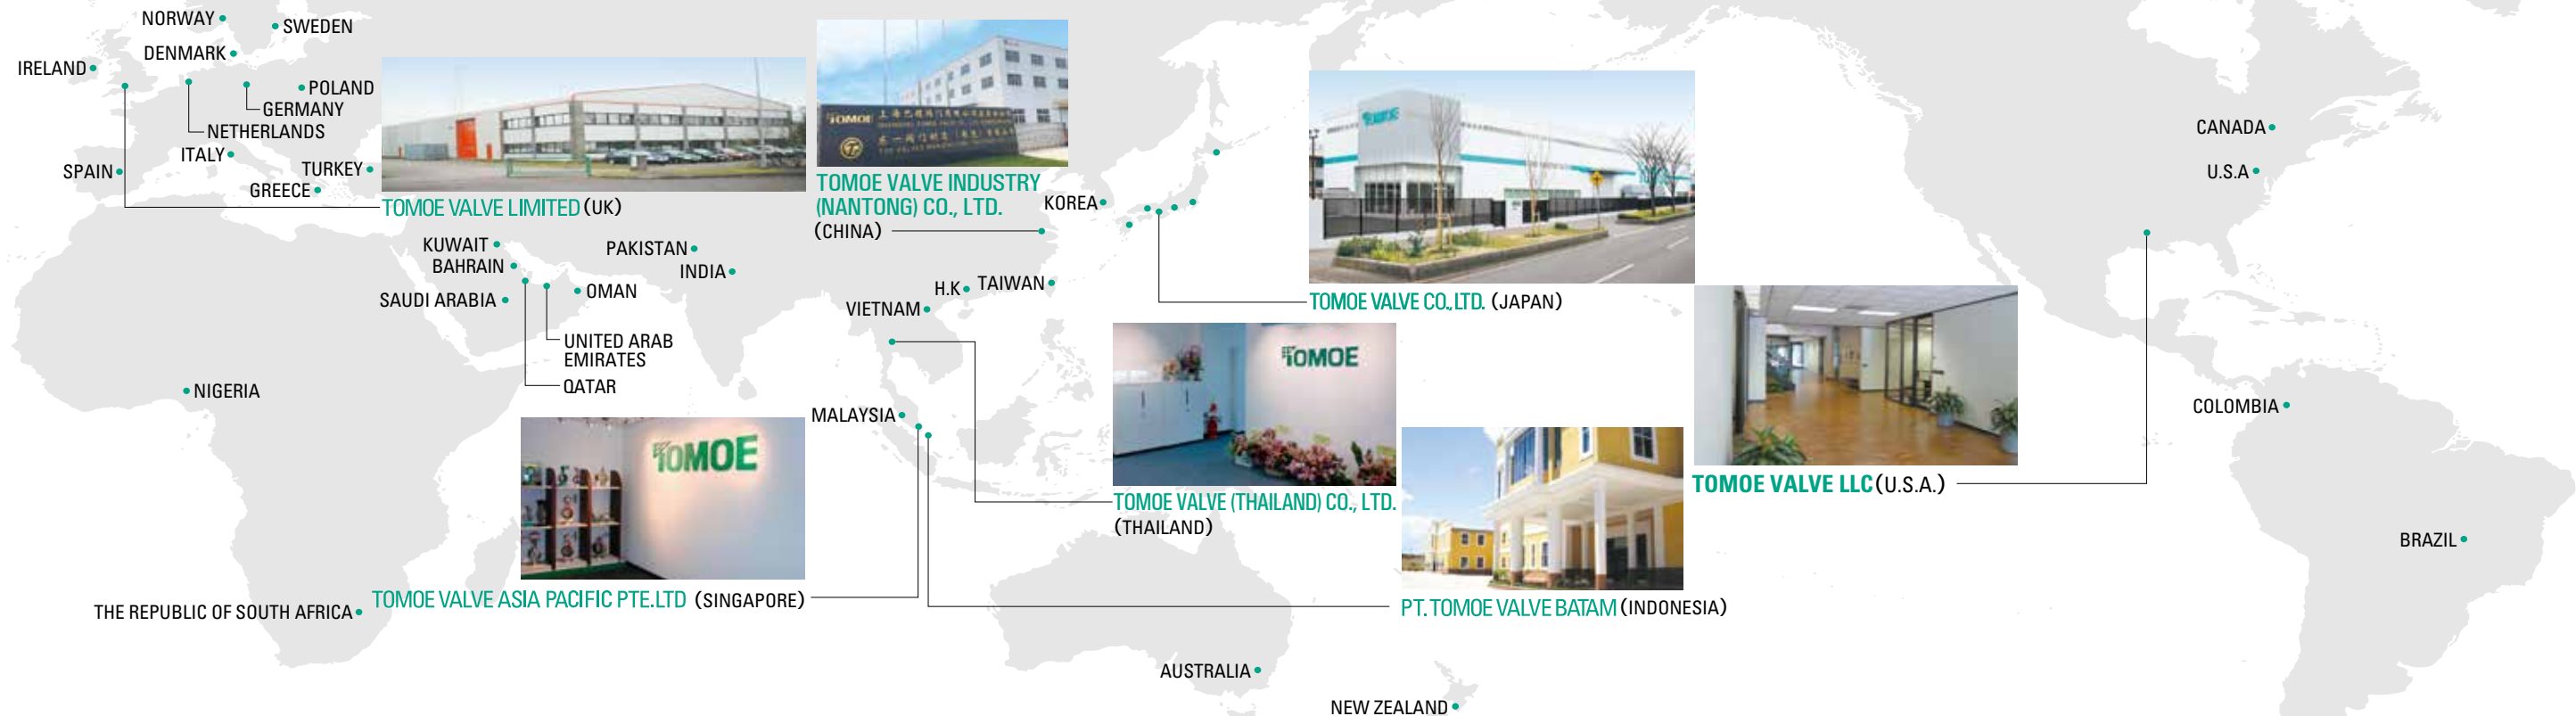 NORWAY
SWEDEN
DENMARK
IRELAND
POLAND
GERMANY
NETHERLANDS
ITALY
SPAIN
TURKEY
GREECE
TOMOE VALVE LIMITED (UK)
TOMOE
TOMOE VALVE INDUSTRY
(NANTONG) CO., LTD.
(CHINA)
KOREA
TOMOE
TOMOE VALVE CO.,LTD. (JAPAN)
CANADA
U.S.A
KUWAIT
BAHRAIN
SAUDI ARABIA
OMAN
UNITED ARAB
EMIRATES
QATAR
PAKISTAN
INDIA
H.K
TAIWAN
VIETNAM
NIGERIA
MALAYSIA
TOMOE
TOMOE VALVE (THAILAND) CO., LTD.
(THAILAND)
TOMOE VALVE LLC (U.S.A.)
COLOMBIA
BRAZIL
TOMOE
TOMOE VALVE ASIA PACIFIC PTE.LTD (SINGAPORE)
PT. TOMOE VALVE BATAM (INDONESIA)
THE REPUBLIC OF SOUTH AFRICA
AUSTRALIA
NEW ZEALAND